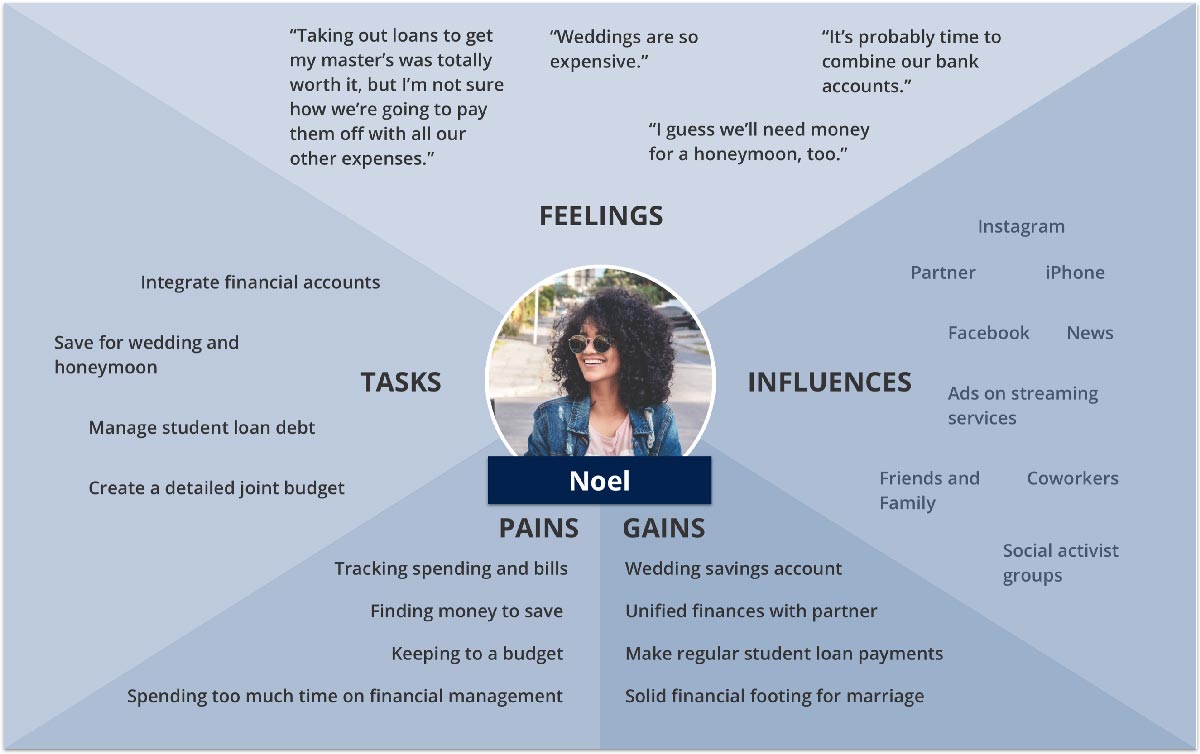 “Taking out loans to get
my master’s was totally
worth it, but I’m not sure
how we’re going to pay
them off with all our
other expenses.”
“Weddings are so
expensive.”
“It’s probably time to
combine our bank
accounts.”
“I guess we’ll need money
for a honeymoon, too.”
FEELINGS
Integrate financial accounts
Save for wedding and
honeymoon
TASKS
Manage student loan debt
Create a detailed joint budget
Instagram
Partner
iPhone
Facebook
News
INFLUENCES
Ads on streaming
services
Friends and
Family
Coworkers
Social activist
groups
Noel
PAINS
Tracking spending and bills
Finding money to save
Keeping to a budget
Spending too much time on financial management
GAINS
Wedding savings account
Unified finances with partner
Make regular student loan payments
Solid financial footing for marriage